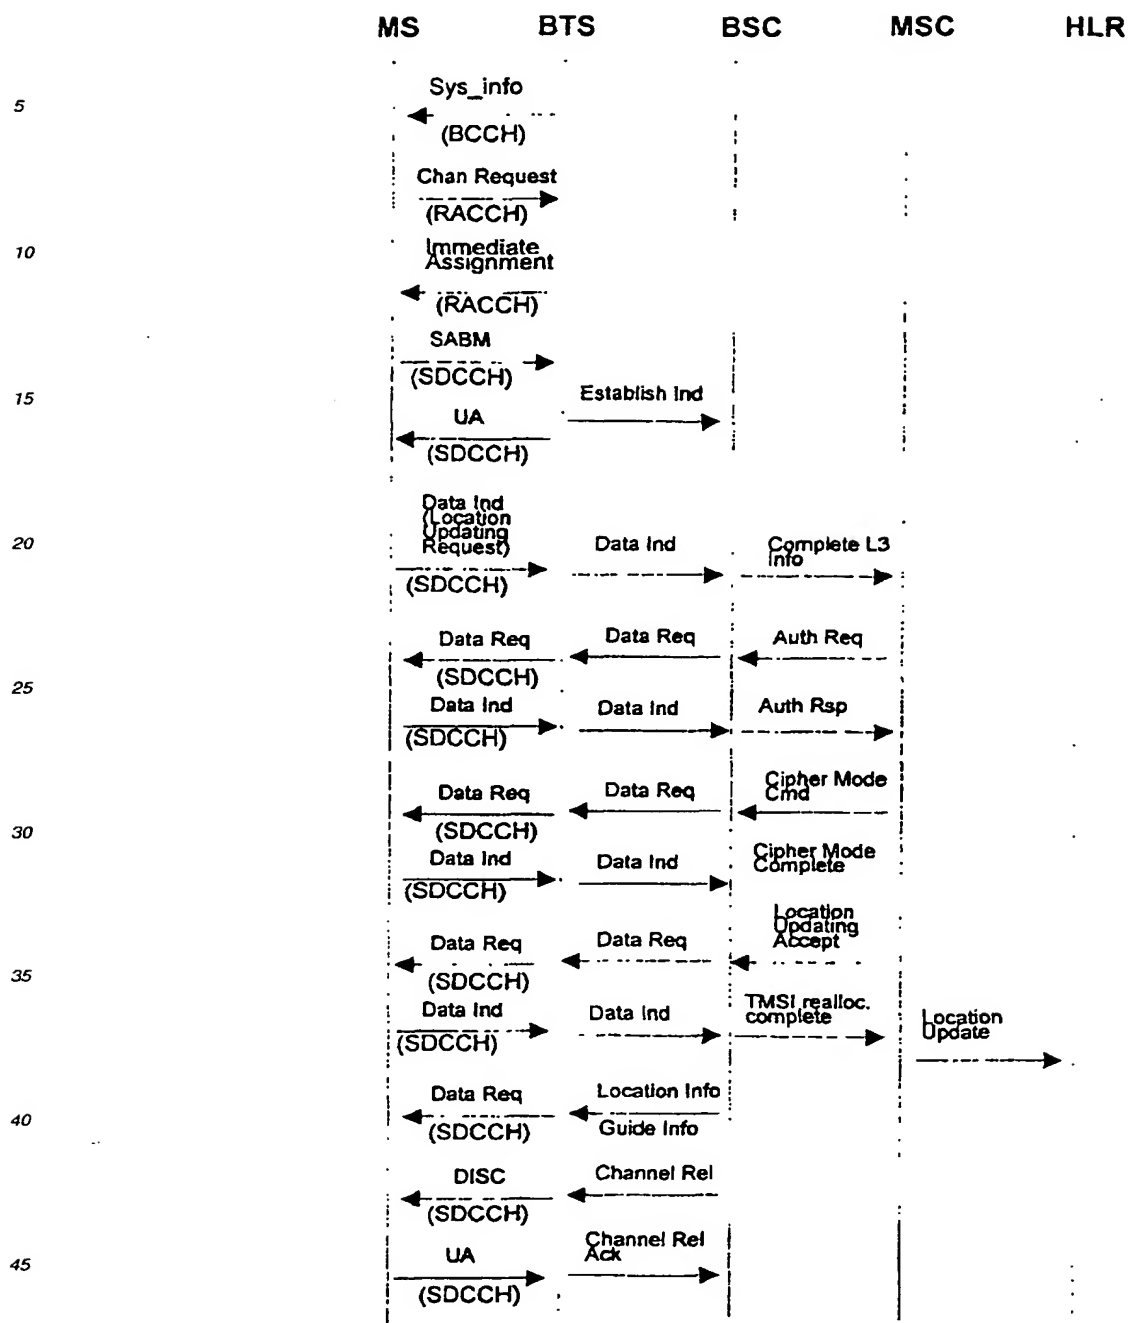 MS BTS BSC MSC HLR
5
Sys_info
(BCCH)
Chan Request
(RACCH)
10
Immediate
Assignment
(RACCH)
SABM
(SDCCH)
15
Establish Ind
UA
(SDCCH)
Data Ind
(Location
Updating
Request)
20
Data Ind
Complete L3
Info
(SDCCH)
Data Req Data Req Auth Req
(SDCCH)
25
Data Ind Data Ind Auth Rsp
(SDCCH)
Cipher Mode
Cmd
Data Req Data Req
(SDCCH)
30
Cipher Mode
Complete
Data Ind Data Ind
(SDCCH)
Location
Updating
Accept
Data Req Data Req
35
(SDCCH)
TMSI realloc.
complete
Data Ind Data Ind
Location
Update
(SDCCH)
Data Req Location Info
40
(SDCCH) Guide Info
DISC Channel Rel
(SDCCH)
Channel Rel
Ack
UA
45
(SDCCH)